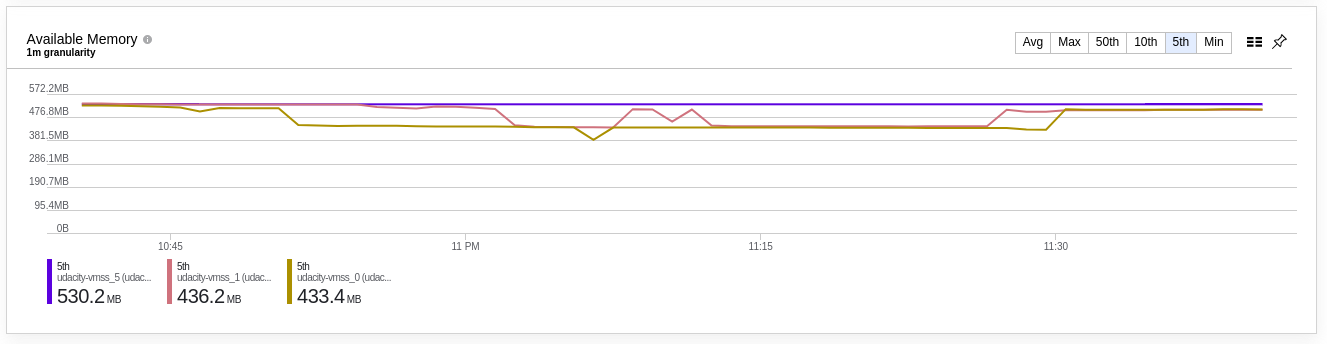 Available Memory
1m granularity
Avg Max 50th 10th 5th Min
572.2MB
476.8MB
381.5MB
286.1MB
190.7MB
95.4MB
0B
10:45 11 PM 11:15 11:30
5th 5th 5th
udacity-vmss_5 (udac... udacity-vmss_1 (udac... udacity-vmss_0 (udac...
530.2 MB 436.2 MB 433.4 MB